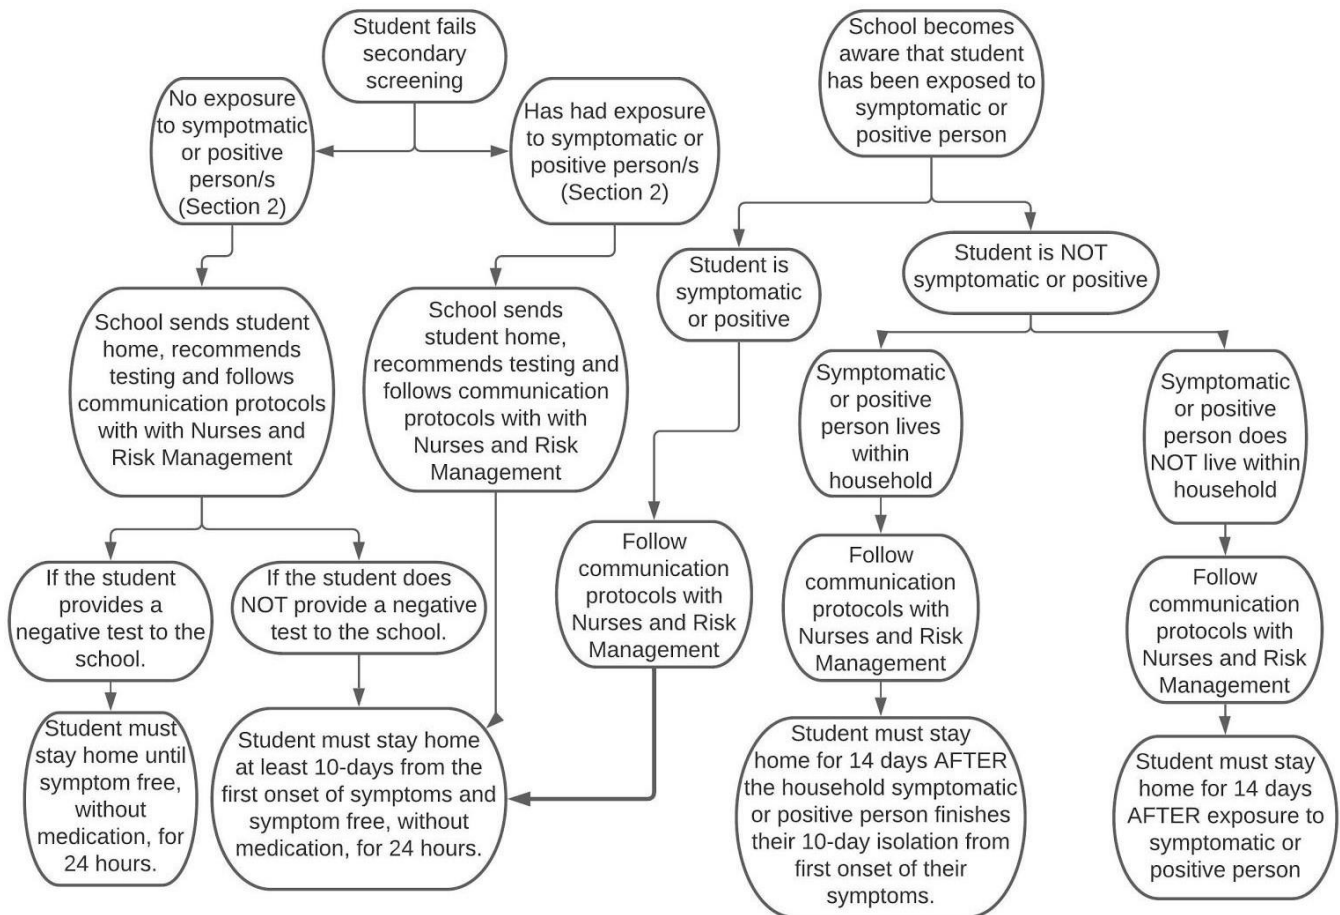 Student fails
secondary
screening
School becomes
aware that student
has been exposed to
symptomatic or
positive person
No exposure
to sympotmatic
or positive
person/s
(Section 2)
Has had exposure
to symptomatic or
positive person/s
(Section 2)
Student is
symptomatic
or positive
Student is NOT
symptomatic or positive
School sends student
home, recommends
testing and follows
communication protocols
with with Nurses and
Risk Management
School sends
student home,
recommends testing and
follows communication
protocols with with
Nurses and Risk
Management
Symptomatic
or positive
person lives
within
household
Symptomatic
or positive
person does
NOT live within
household
If the student
provides a
negative test to the
school.
If the student does
NOT provide a negative
test to the school.
Follow
communication
protocols with
Nurses and Risk
Management
Follow
communication
protocols with
Nurses and Risk
Management
Follow
communication
protocols with
Nurses and Risk
Management
Student must
stay home until
symptom free,
without
medication, for
24 hours.
Student must stay home
at least 10-days from the
first onset of symptoms and
symptom free, without
medication, for 24 hours.
Student must stay
home for 14 days AFTER
the household symptomatic
or positive person finishes
their 10-day isolation from
first onset of their
symptoms.
Student must stay
home for 14 days
AFTER exposure to
symptomatic or
positive person